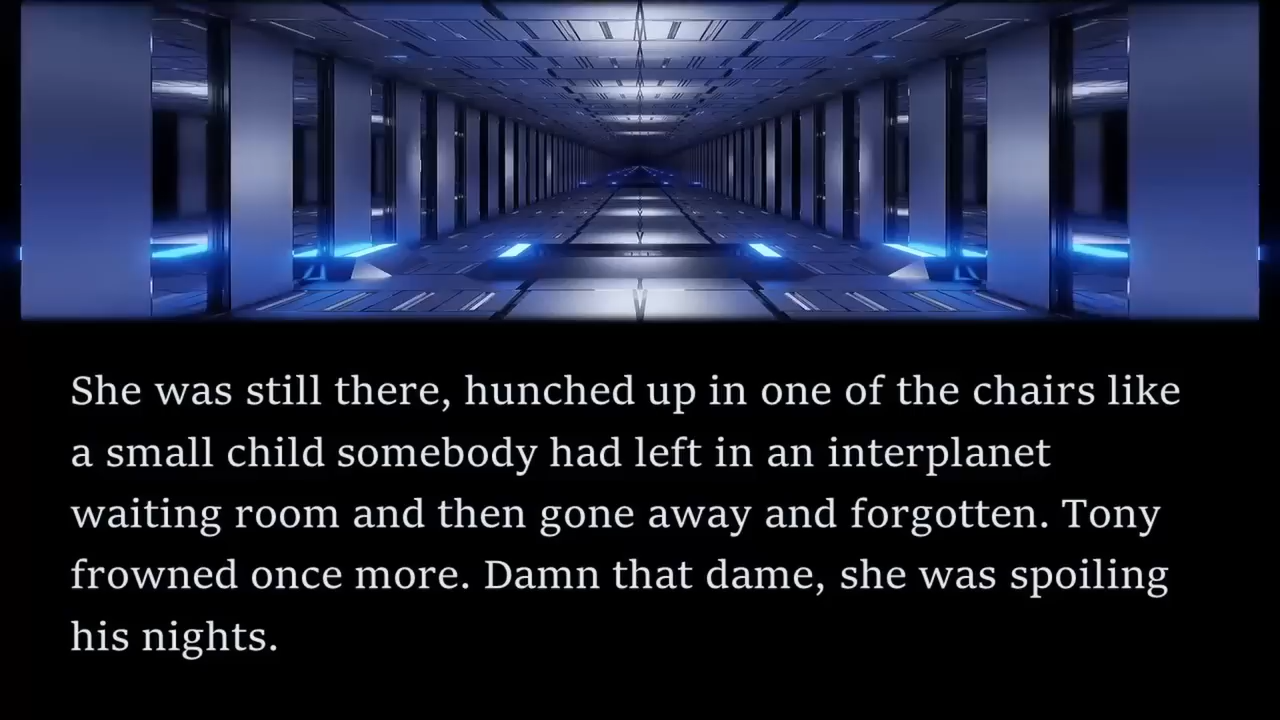 She was still there, hunched up in one of the chairs like
a small child somebody had left in an interplanet
waiting room and then gone away and forgotten. Tony
frowned once more. Damn that dame, she was spoiling
his nights.